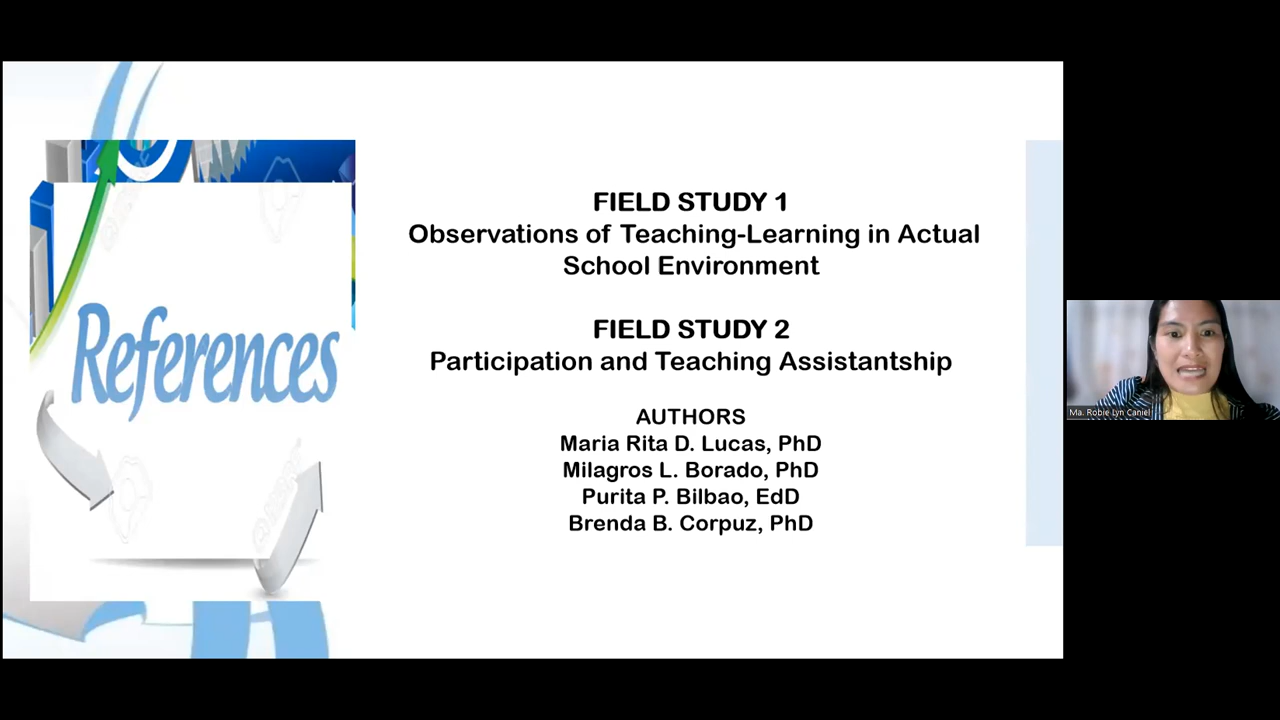 References
FIELD STUDY 1
Observations of Teaching-Learning in Actual
School Environment
FIELD STUDY 2
Participation and Teaching Assistantship
AUTHORS
Maria Rita D. Lucas, PhD
Milagros L. Borado, PhD
Purita P. Bilbao, EdD
Brenda B. Corpuz, PhD
Ma. Robie Lyn Caniel